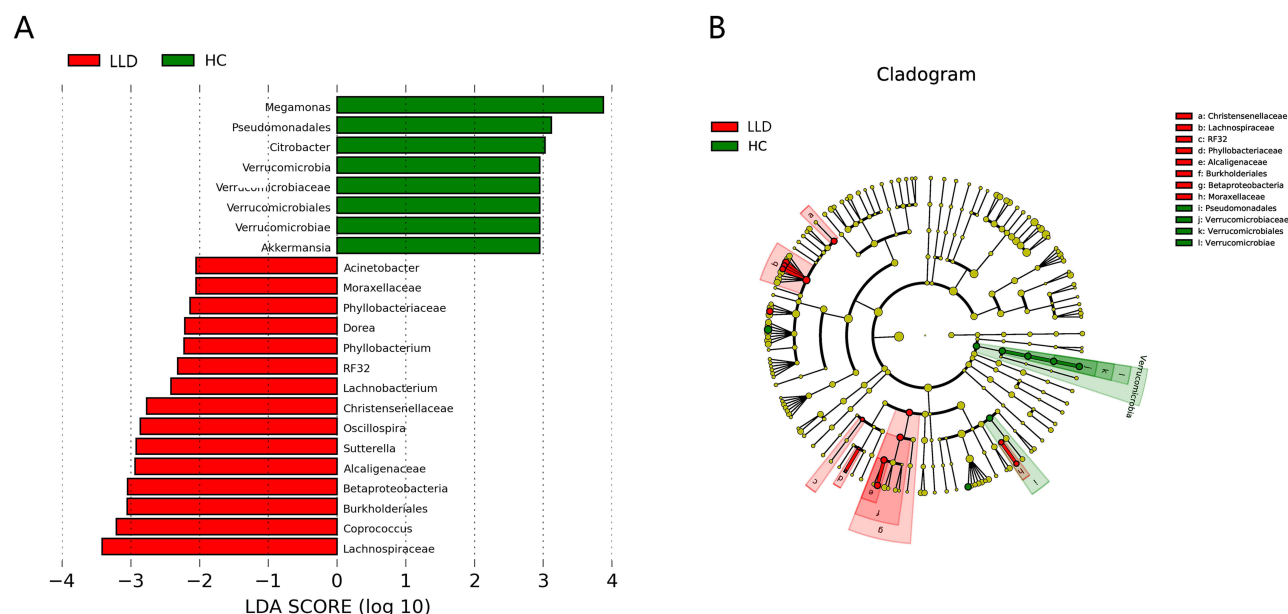 A
LLD HC
Megamonas
Pseudomonadales
Citrobacter
Verrucomicrobia
Verrucomicrobiaceae
Verrucomicrobiales
Verrucomicrobiae
Akkermansia
Acinetobacter
Moraxellaceae
Phyllobacteriaceae
Dorea
Phyllobacterium
RF32
Lachnobacterium
Christensenellaceae
Oscillospira
Sutterella
Alcaligenaceae
Betaproteobacteria
Burkholderiales
Coprococcus
Lachnospiraceae
−4 −3 −2 −1 0 1 2 3 4
LDA SCORE (log 10)
B
Cladogram
LLD
HC
a: Christensenellaceae
b: Lachnospiraceae
c: RF32
d: Phyllobacteriaceae
e: Alcaligenaceae
f: Burkholderiales
g: Betaproteobacteria
h: Moraxellaceae
i: Pseudomonadales
j: Verrucomicrobiaceae
k: Verrucomicrobiales
l: Verrucomicrobiae
a
b
c
d
e
f
g
h
i
j
k
l
Verrucomicrobia